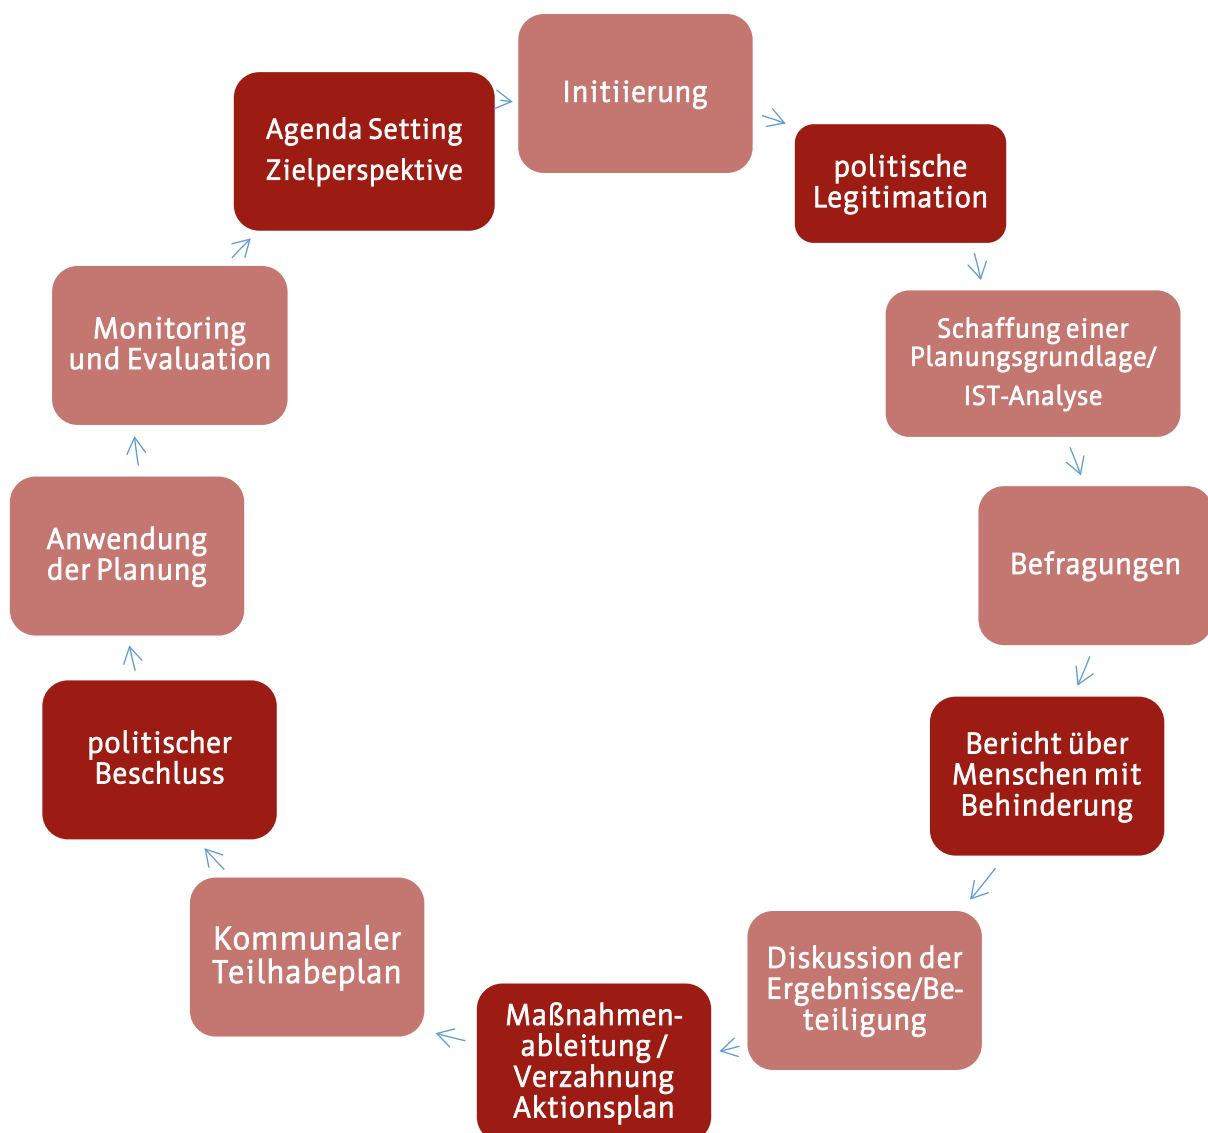 Initiierung
politische
Legitimation
Schaffung einer
Planungsgrundlage/
IST-Analyse
Befragungen
Bericht über
Menschen mit
Behinderung
Diskussion der
Ergebnisse/Be-
teiligung
Maßnahmen-
ableitung /
Verzahnung
Aktionsplan
Kommunaler
Teilhabeplan
politischer
Beschluss
Anwendung
der Planung
Monitoring
und Evaluation
Agenda Setting
Zielperspektive